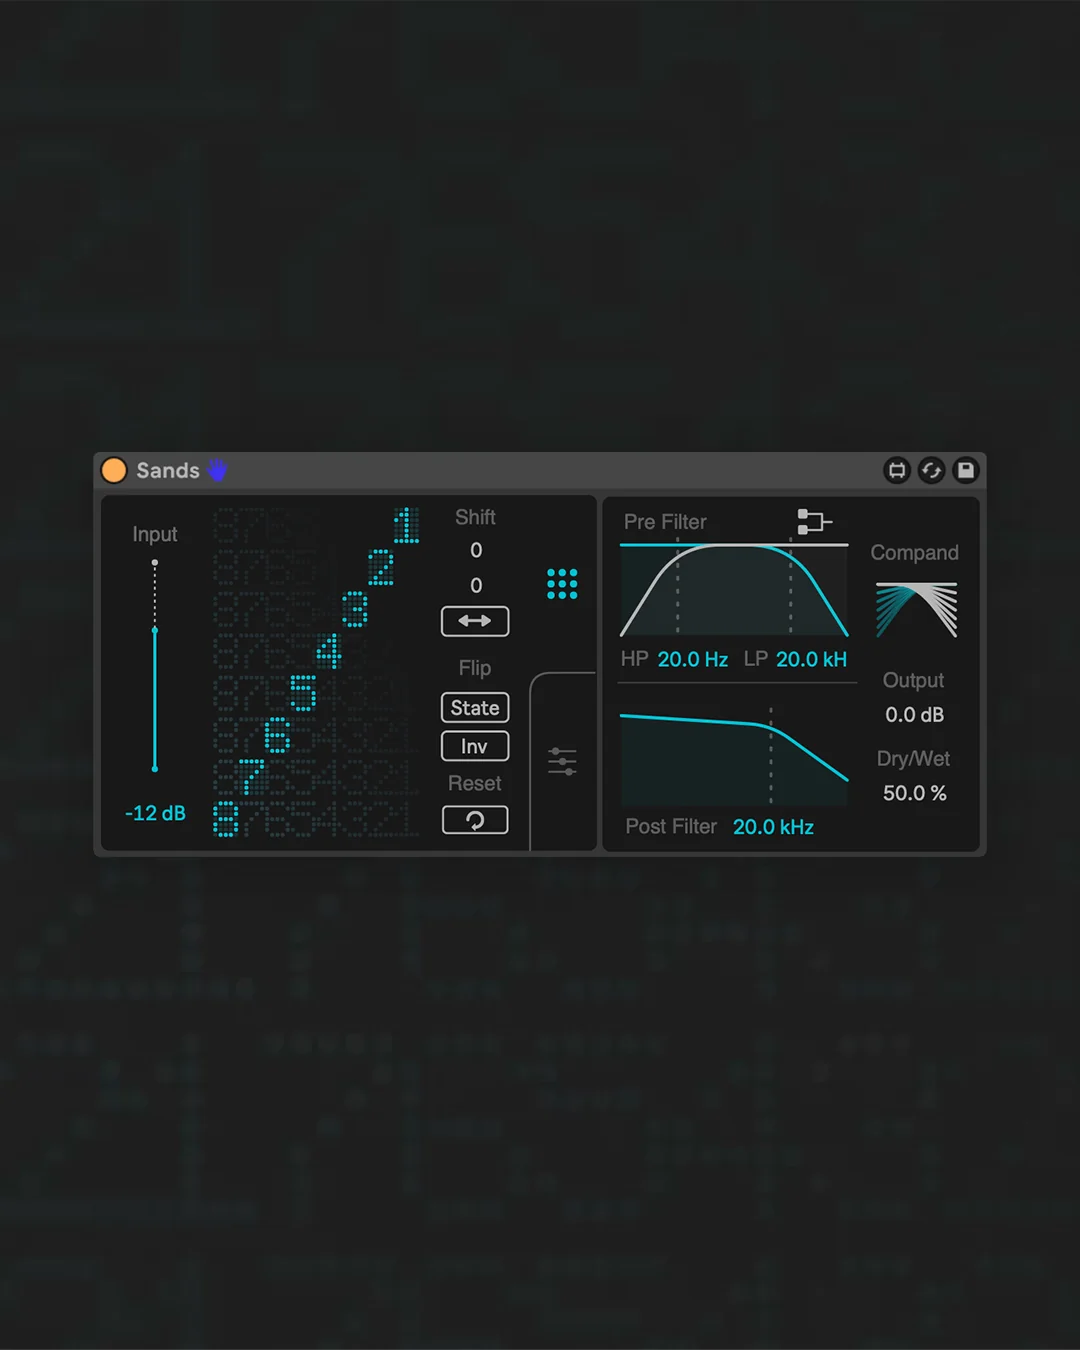 Sands
Input
-12 dB
1
2
3
4
5
6
7
8
Shift
0
0
Flip
State
Inv
Reset
Pre Filter
HP 20.0 Hz LP 20.0 kH
Post Filter 20.0 kHz
Compand
Output
0.0 dB
Dry/Wet
50.0 %